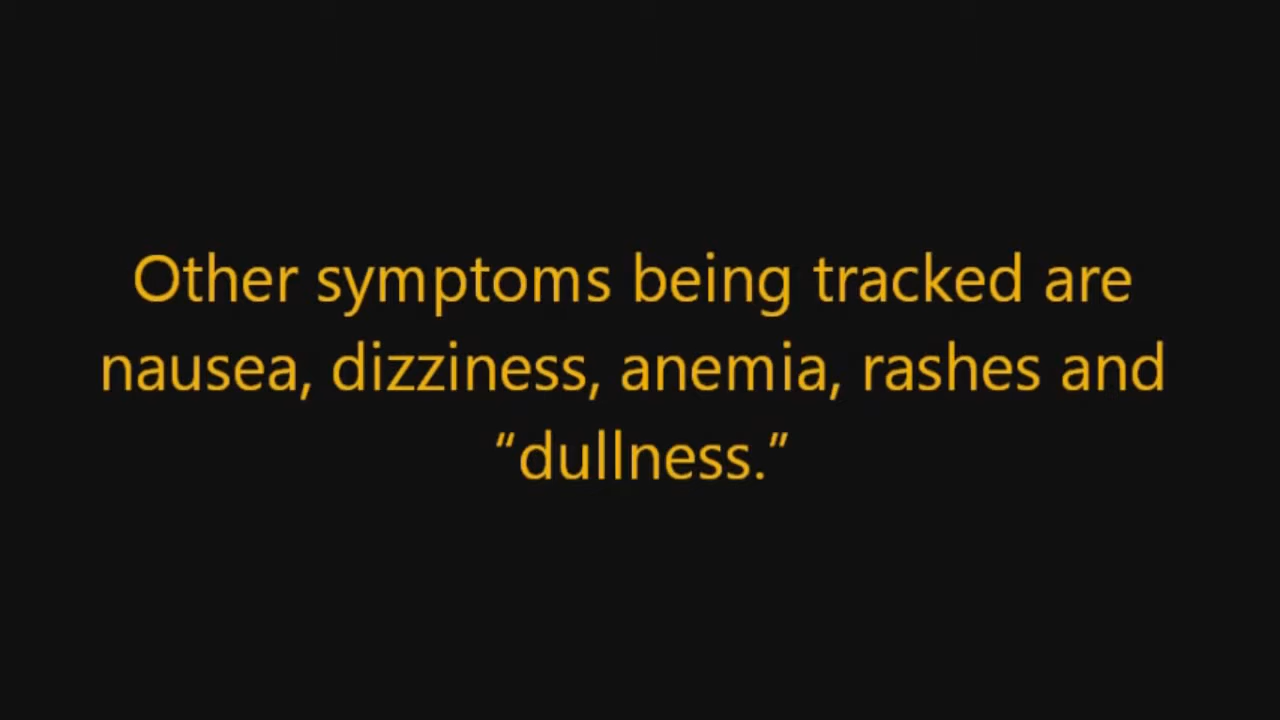 Other symptoms being tracked are
nausea, dizziness, anemia, rashes and
“dullness.”